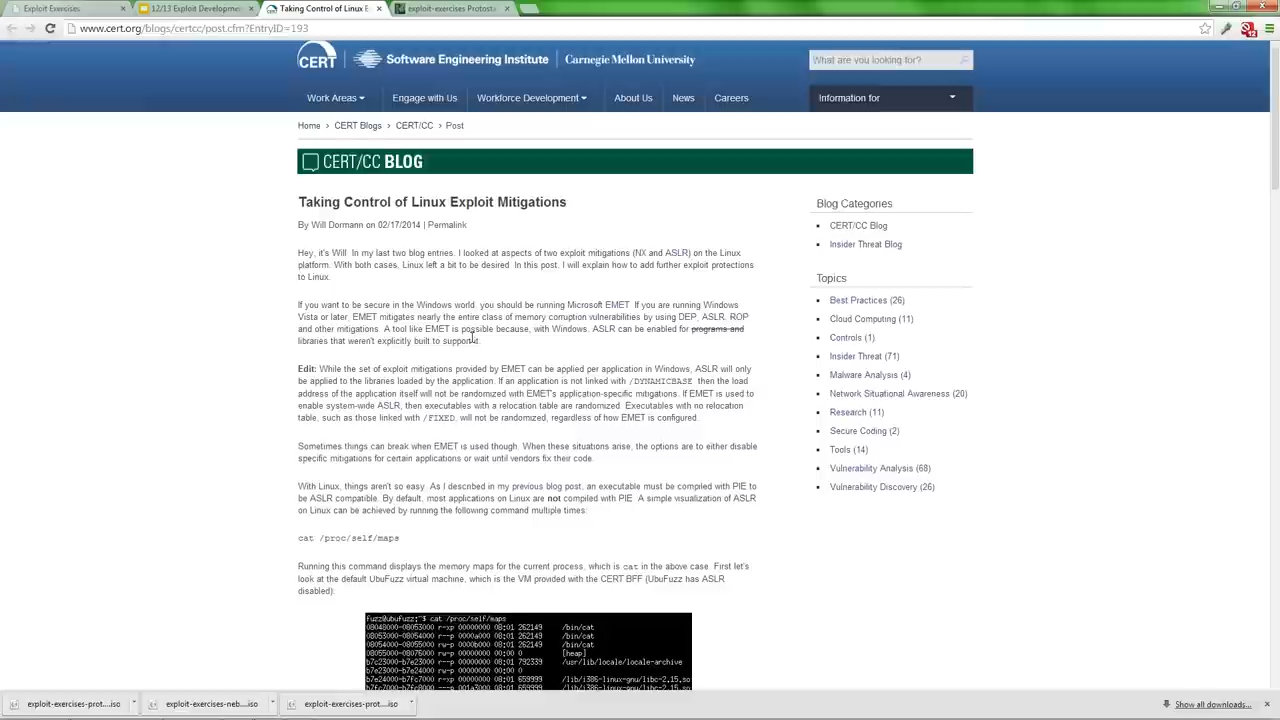 Exploit Exercises
12/13 Exploit Developmen
Taking Control of Linux E
exploit-exercises Protosta
www.cert.org/blogs/certcc/post.cfm?EntryID=193
12
CERT
Software Engineering Institute
Carnegie Mellon University
What are you looking for?
Work Areas
Engage with Us
Workforce Development
About Us
News
Careers
Information for
Home › CERT Blogs › CERT/CC › Post
CERT/CC BLOG
Taking Control of Linux Exploit Mitigations
By Will Dormann on 02/17/2014 | Permalink
Hey, it's Will. In my last two blog entries, I looked at aspects of two exploit mitigations (NX and ASLR) on the Linux
platform. With both cases, Linux left a bit to be desired. In this post, I will explain how to add further exploit protections
to Linux.
If you want to be secure in the Windows world, you should be running Microsoft EMET. If you are running Windows
Vista or later, EMET mitigates nearly the entire class of memory corruption vulnerabilities by using DEP, ASLR, ROP
and other mitigations. A tool like EMET is possible because, with Windows, ASLR can be enabled for programs and
libraries that weren't explicitly built to support it.
Edit: While the set of exploit mitigations provided by EMET can be applied per application in Windows, ASLR will only
be applied to the libraries loaded by the application. If an application is not linked with /DYNAMICBASE then the load
address of the application itself will not be randomized with EMET's application-specific mitigations. If EMET is used to
enable system-wide ASLR, then executables with a relocation table are randomized. Executables with no relocation
table, such as those linked with /FIXED, will not be randomized, regardless of how EMET is configured.
Sometimes things can break when EMET is used though. When these situations arise, the options are to either disable
specific mitigations for certain applications or wait until vendors fix their code.
With Linux, things aren't so easy. As I described in my previous blog post, an executable must be compiled with PIE to
be ASLR compatible. By default, most applications on Linux are not compiled with PIE. A simple visualization of ASLR
on Linux can be achieved by running the following command multiple times:
cat /proc/self/maps
Running this command displays the memory maps for the current process, which is cat in the above case. First let's
look at the default UbuFuzz virtual machine, which is the VM provided with the CERT BFF (UbuFuzz has ASLR
disabled):
fuzz@ubufuzz:~$ cat /proc/self/maps
08048000-08053000 r-xp 00000000 08:01 262149 /bin/cat
08053000-08054000 r--p 0000a000 08:01 262149 /bin/cat
08054000-08055000 rw-p 0000b000 08:01 262149 /bin/cat
08055000-08076000 rw-p 00000000 00:00 0 [heap]
b7c23000-b7e23000 r--p 00000000 08:01 792339 /usr/lib/locale/locale-archive
b7e23000-b7e24000 rw-p 00000000 00:00 0
b7e24000-b7fc7000 r-xp 00000000 08:01 659999 /lib/i386-linux-gnu/libc-2.15.so
b7fc7000-b7fc8000 ---p 001a3000 08:01 659999 /lib/i386-linux-gnu/libc-2.15.so
Blog Categories
CERT/CC Blog
Insider Threat Blog
Topics
Best Practices (26)
Cloud Computing (11)
Controls (1)
Insider Threat (71)
Malware Analysis (4)
Network Situational Awareness (20)
Research (11)
Secure Coding (2)
Tools (14)
Vulnerability Analysis (68)
Vulnerability Discovery (26)
exploit-exercises-prot....iso
exploit-exercises-neb....iso
exploit-exercises-prot....iso
Show all downloads...